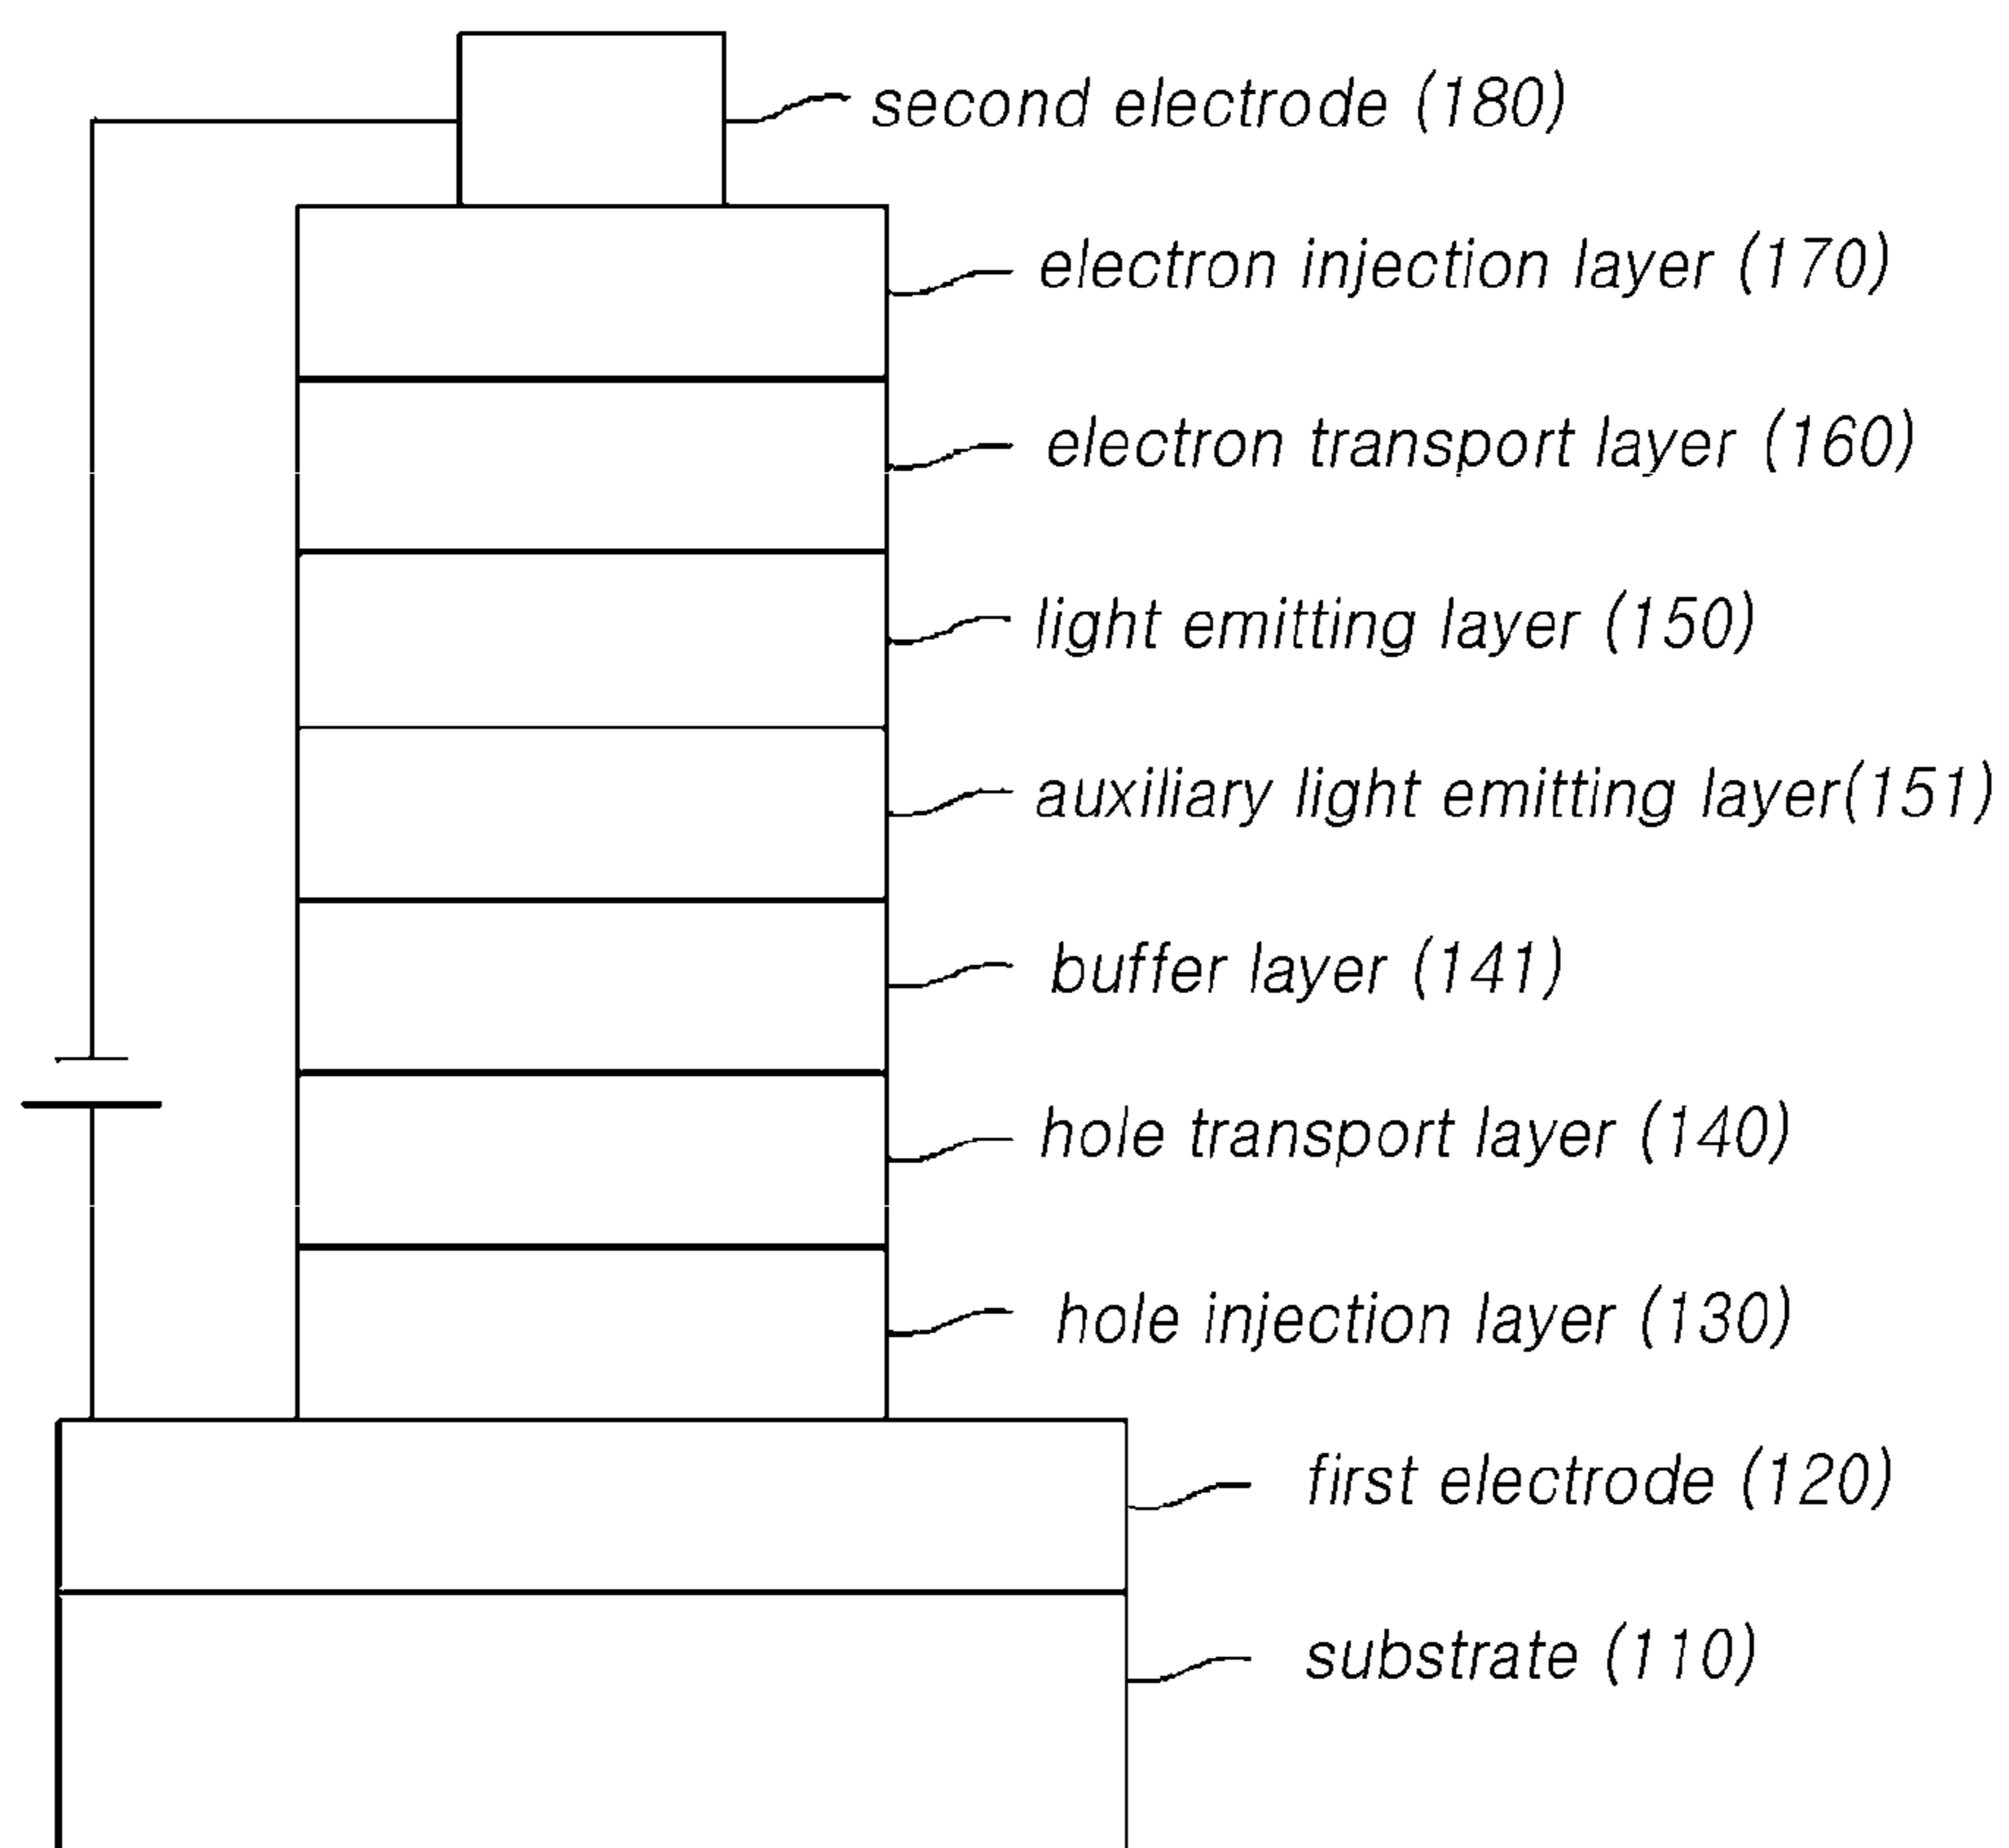 second electrode (180)
electron injection layer (170)
electron transport layer (160)
light emitting layer (150)
auxiliary light emitting layer(151)
buffer layer (141)
hole transport layer (140)
hole injection layer (130)
first electrode (120)
substrate (110)